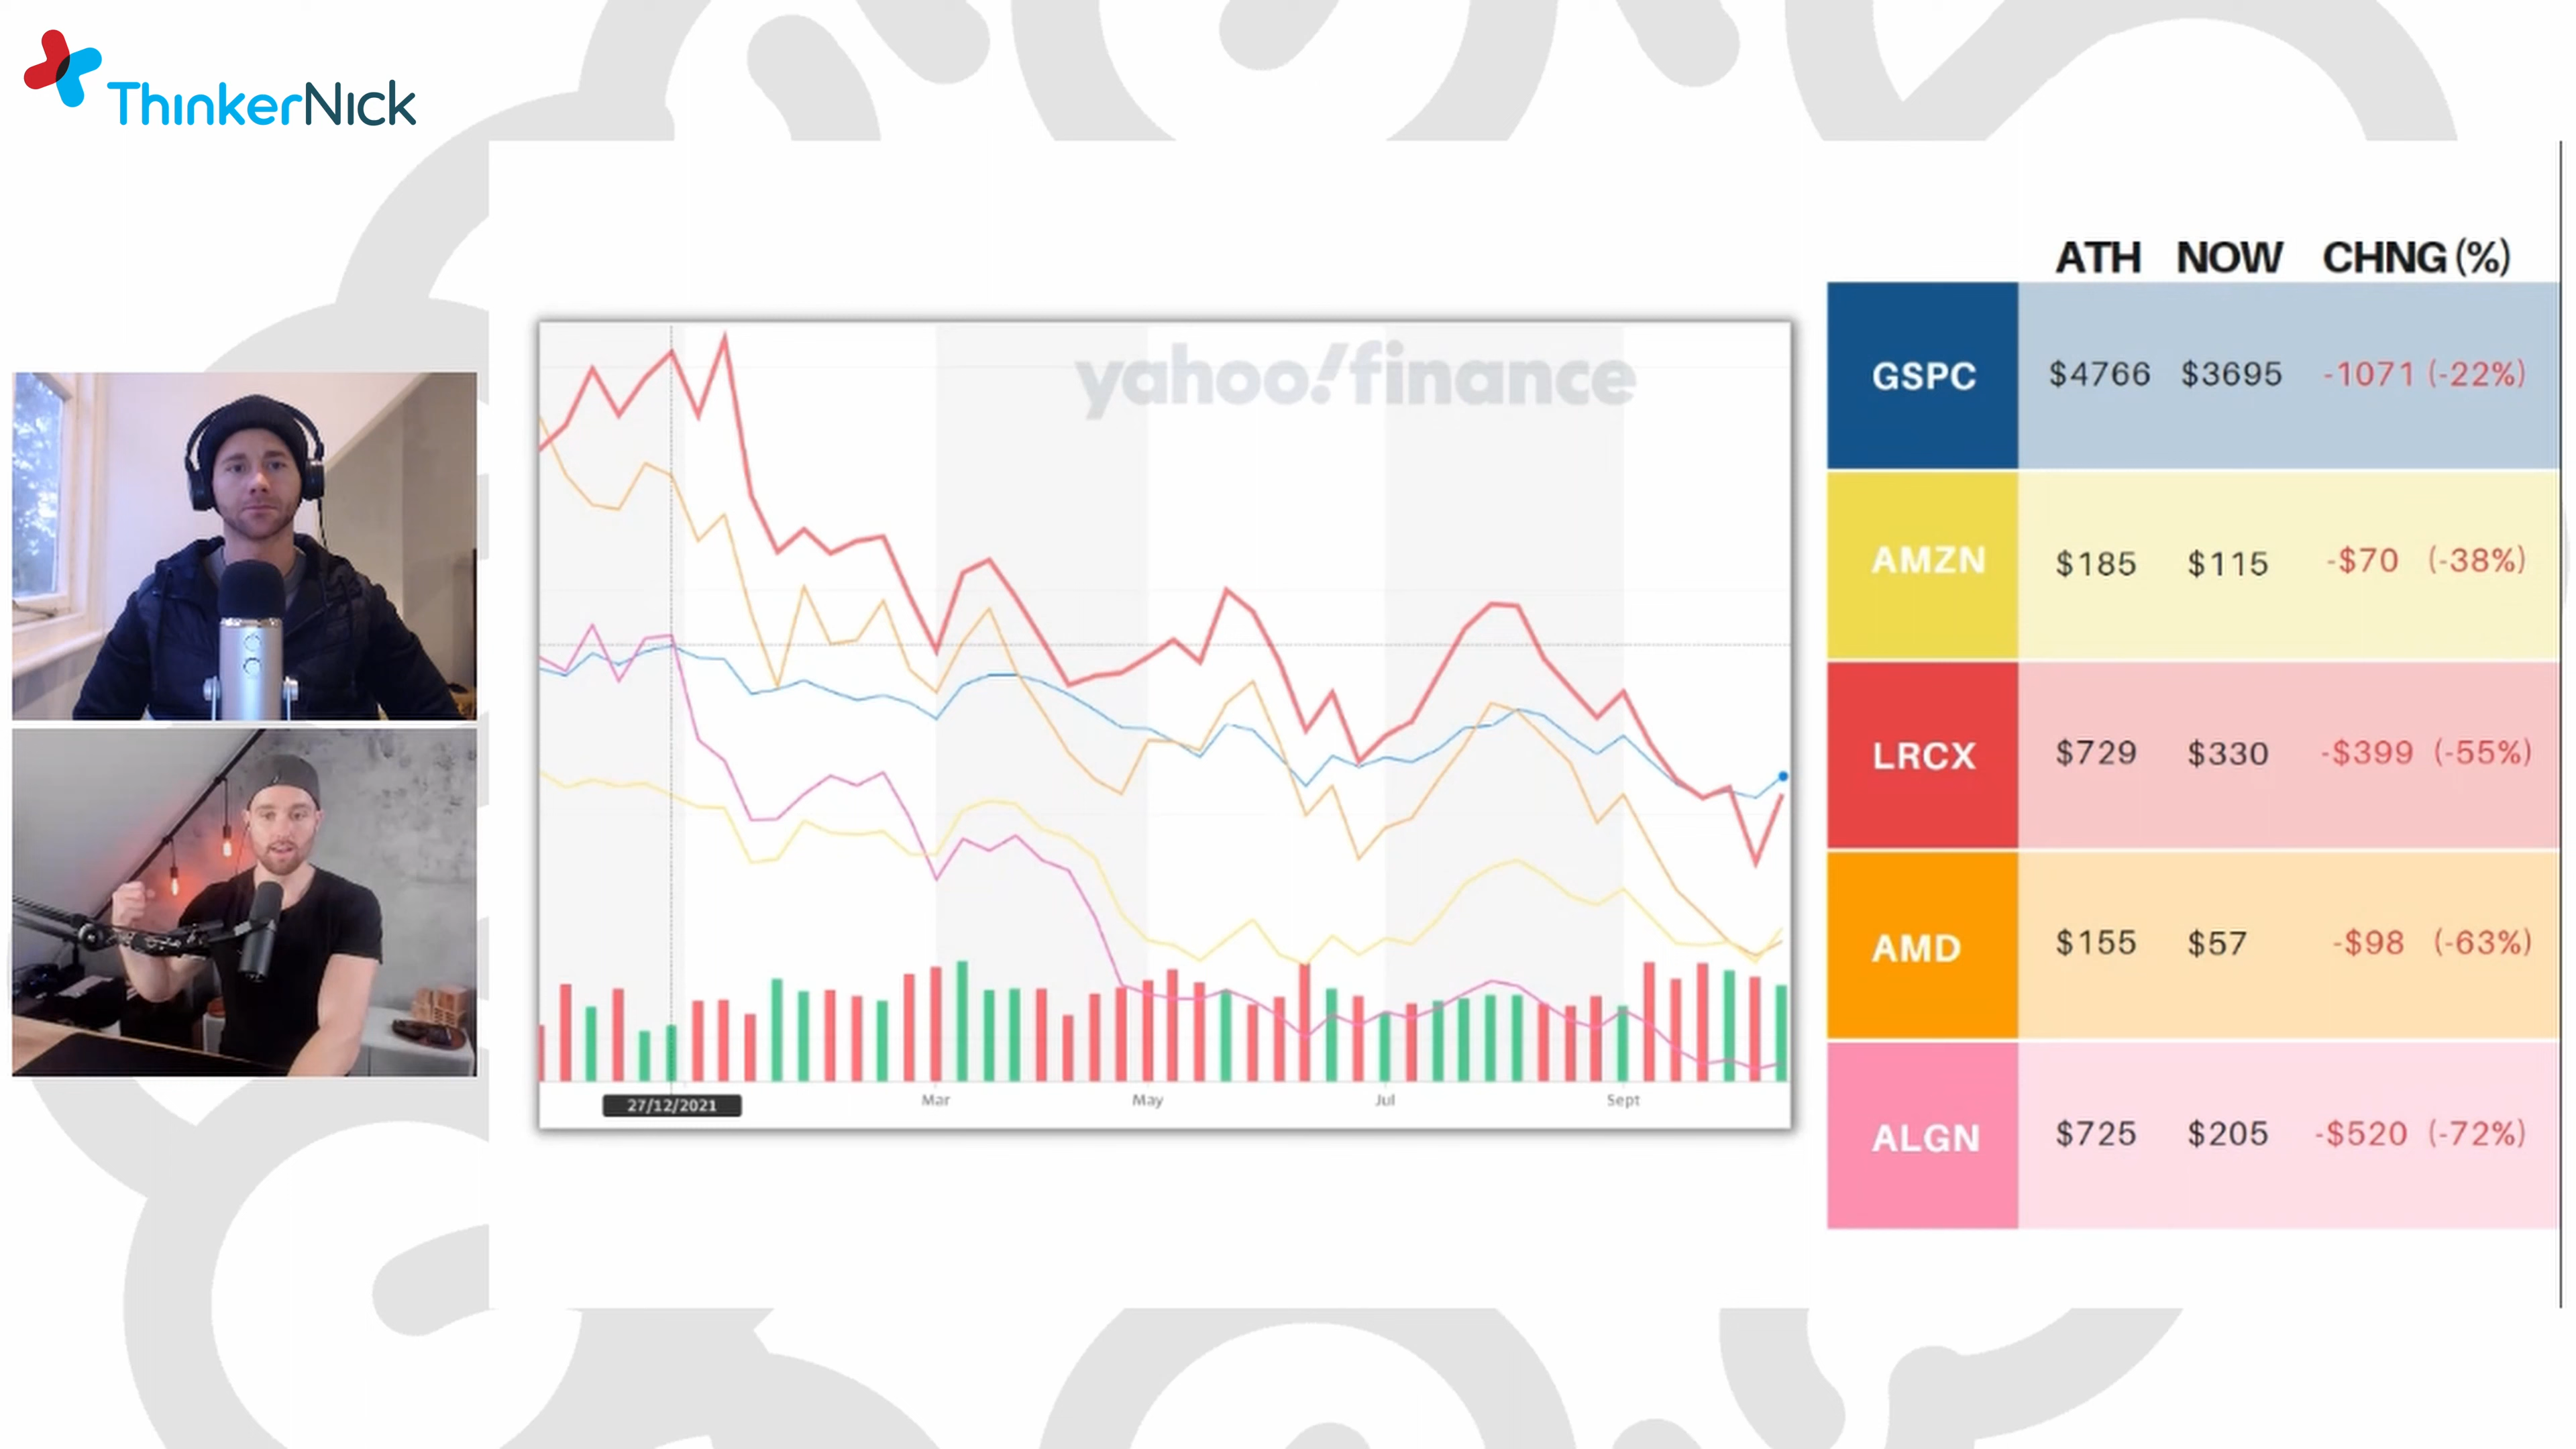 ThinkerNick
yahoo!finance
27/12/2021
Mar
May
Jul
Sept
ATH NOW CHNG (%)
GSPC $4766 $3695 -1071 (-22%)
AMZN $185 $115 -$70 (-38%)
LRCX $729 $330 -$399 (-55%)
AMD $155 $57 -$98 (-63%)
ALGN $725 $205 -$520 (-72%)